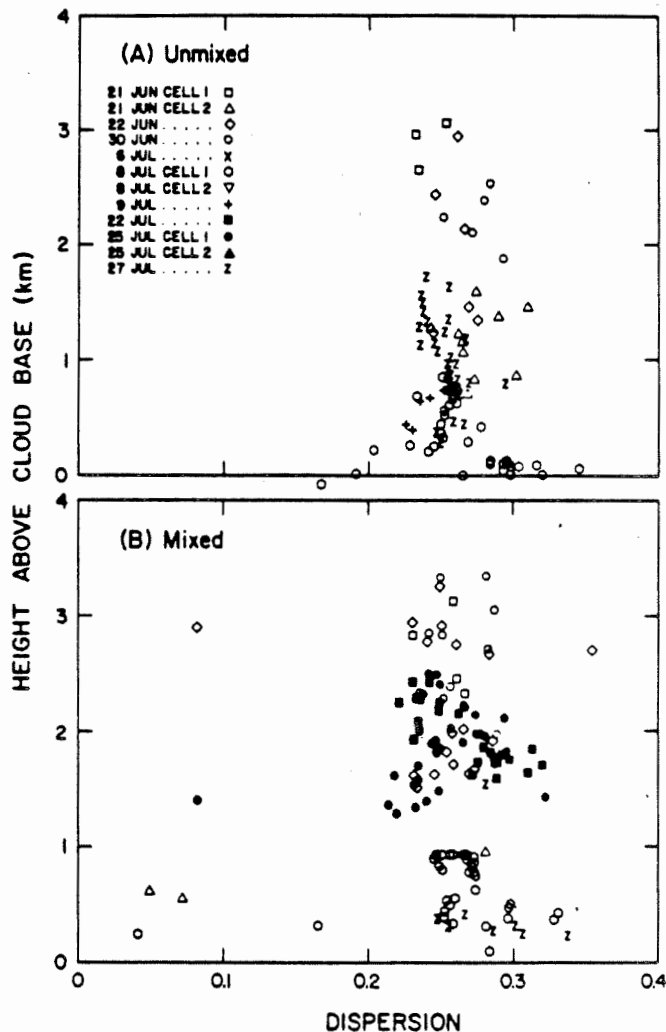 4
(A) Unmixed
21 JUN CELL 1 □
21 JUN CELL 2 △
22 JUN ..... ◇
30 JUN ..... ○
6 JUL ..... x
8 JUL CELL 1 ○
8 JUL CELL 2 ▽
9 JUL ..... +
22 JUL ..... ■
25 JUL CELL 1 ●
25 JUL CELL 2 ▲
27 JUL ..... z
3
2
1
0
4
(B) Mixed
3
2
1
0
0 0.1 0.2 0.3 0.4
HEIGHT ABOVE CLOUD BASE (km)
DISPERSION